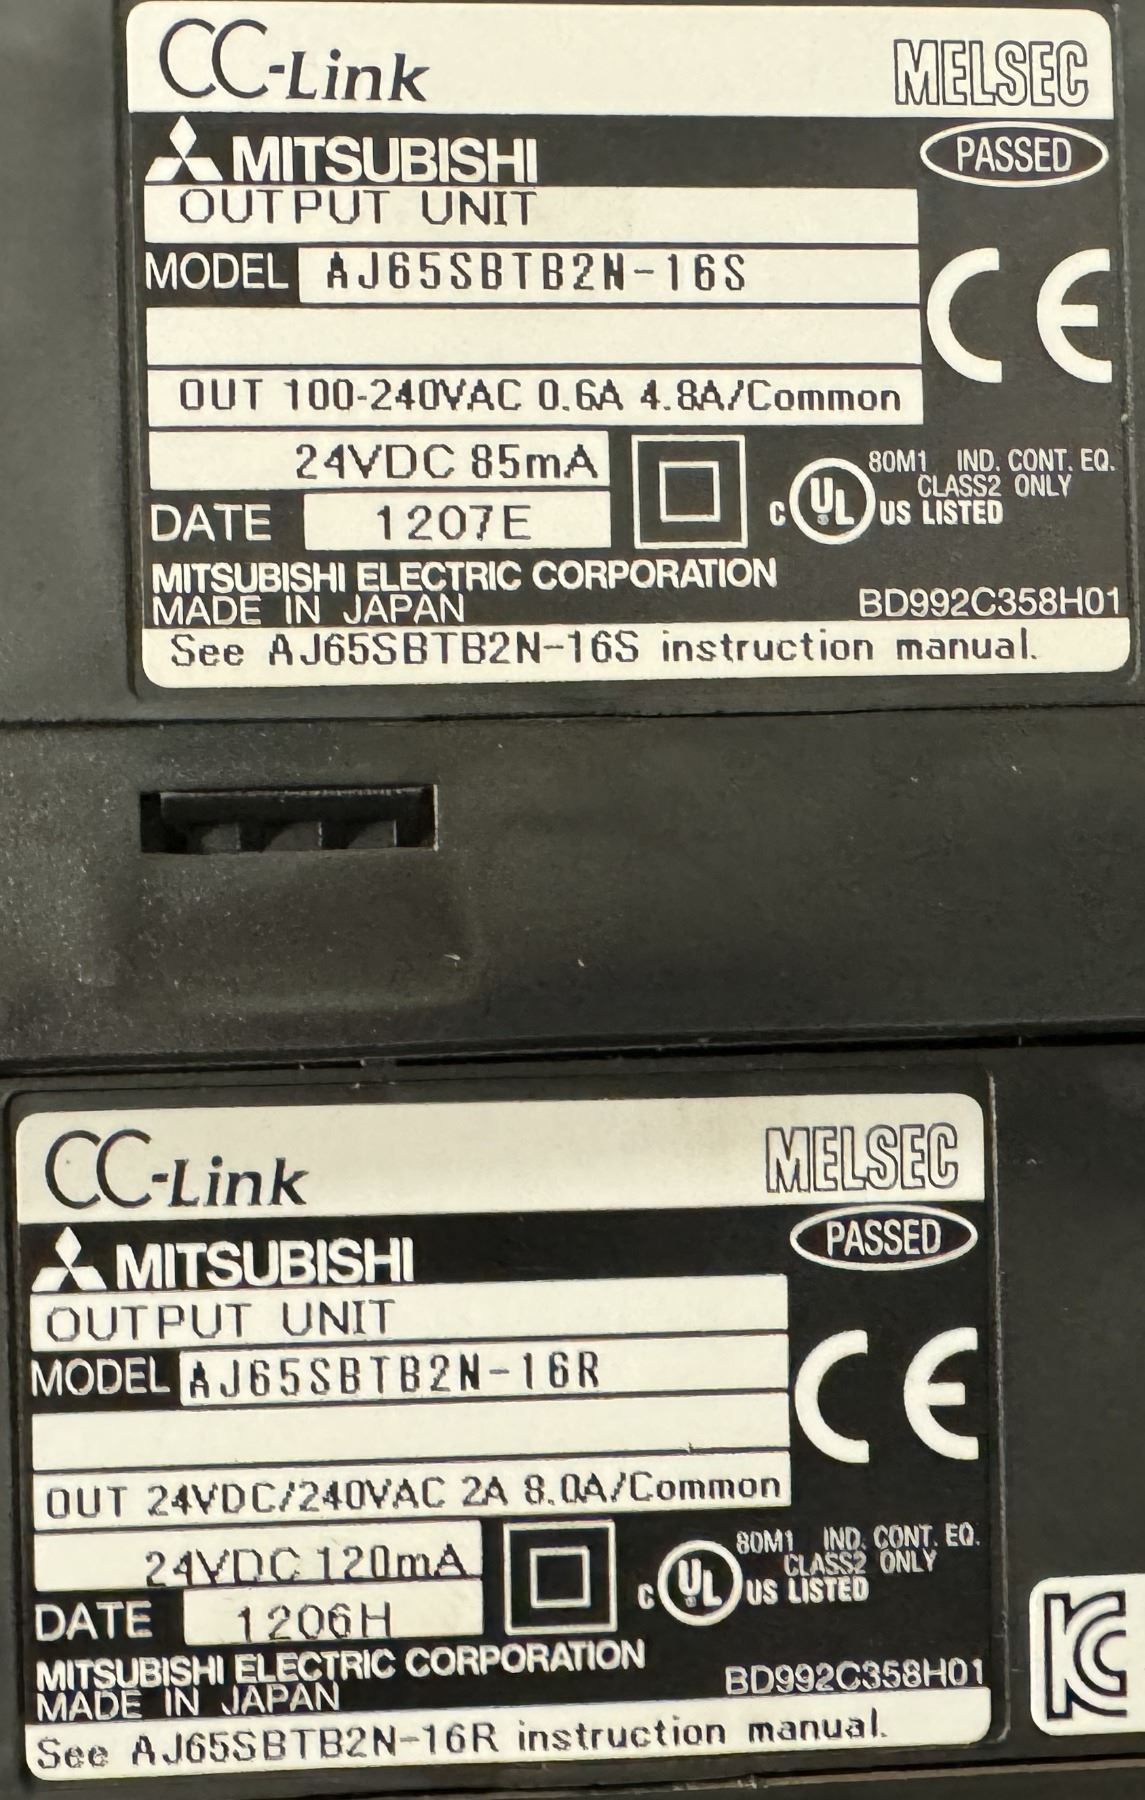 CC-Link MELSEC
MITSUBISHI PASSED
OUTPUT UNIT
MODEL AJ65SBTB2N-16S
CE
OUT 100-240VAC 0.6A 4.8A/Common
24VDC 85mA
80M1 IND. CONT. EQ.
CLASS2 ONLY
C UL US LISTED
DATE 1207E
MITSUBISHI ELECTRIC CORPORATION
MADE IN JAPAN BD992C358H01
See AJ65SBTB2N-16S instruction manual.
CC-Link MELSEC
MITSUBISHI PASSED
OUTPUT UNIT
MODEL AJ65SBTB2N-16R
CE
OUT 24VDC/240VAC 2A 8.0A/Common
24VDC 120mA
80M1 IND. CONT. EQ.
CLASS2 ONLY
C UL US LISTED
DATE 1206H
MITSUBISHI ELECTRIC CORPORATION
MADE IN JAPAN BD992C358H01
See AJ65SBTB2N-16R instruction manual.
KC